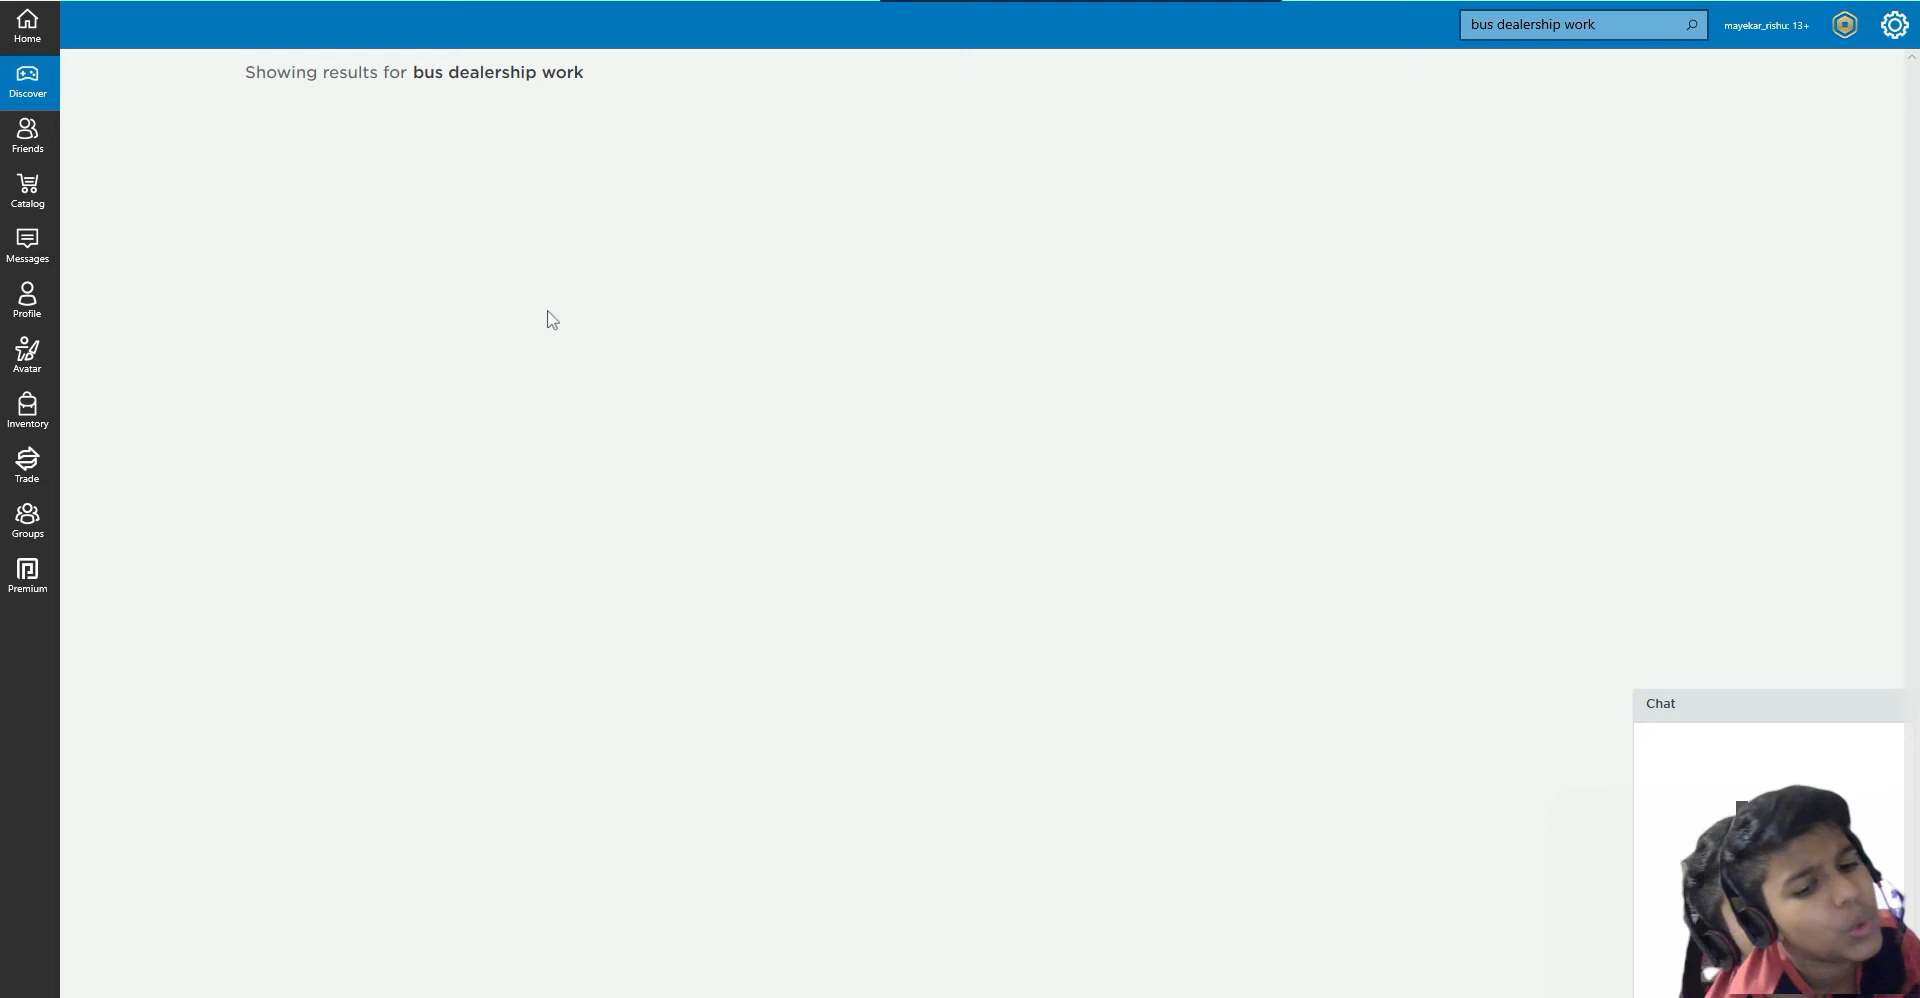 Home
bus dealership work
mayekar_rishu: 13+
Showing results for bus dealership work
Discover
Friends
Catalog
Messages
Profile
Avatar
Inventory
Trade
Groups
Premium
Chat